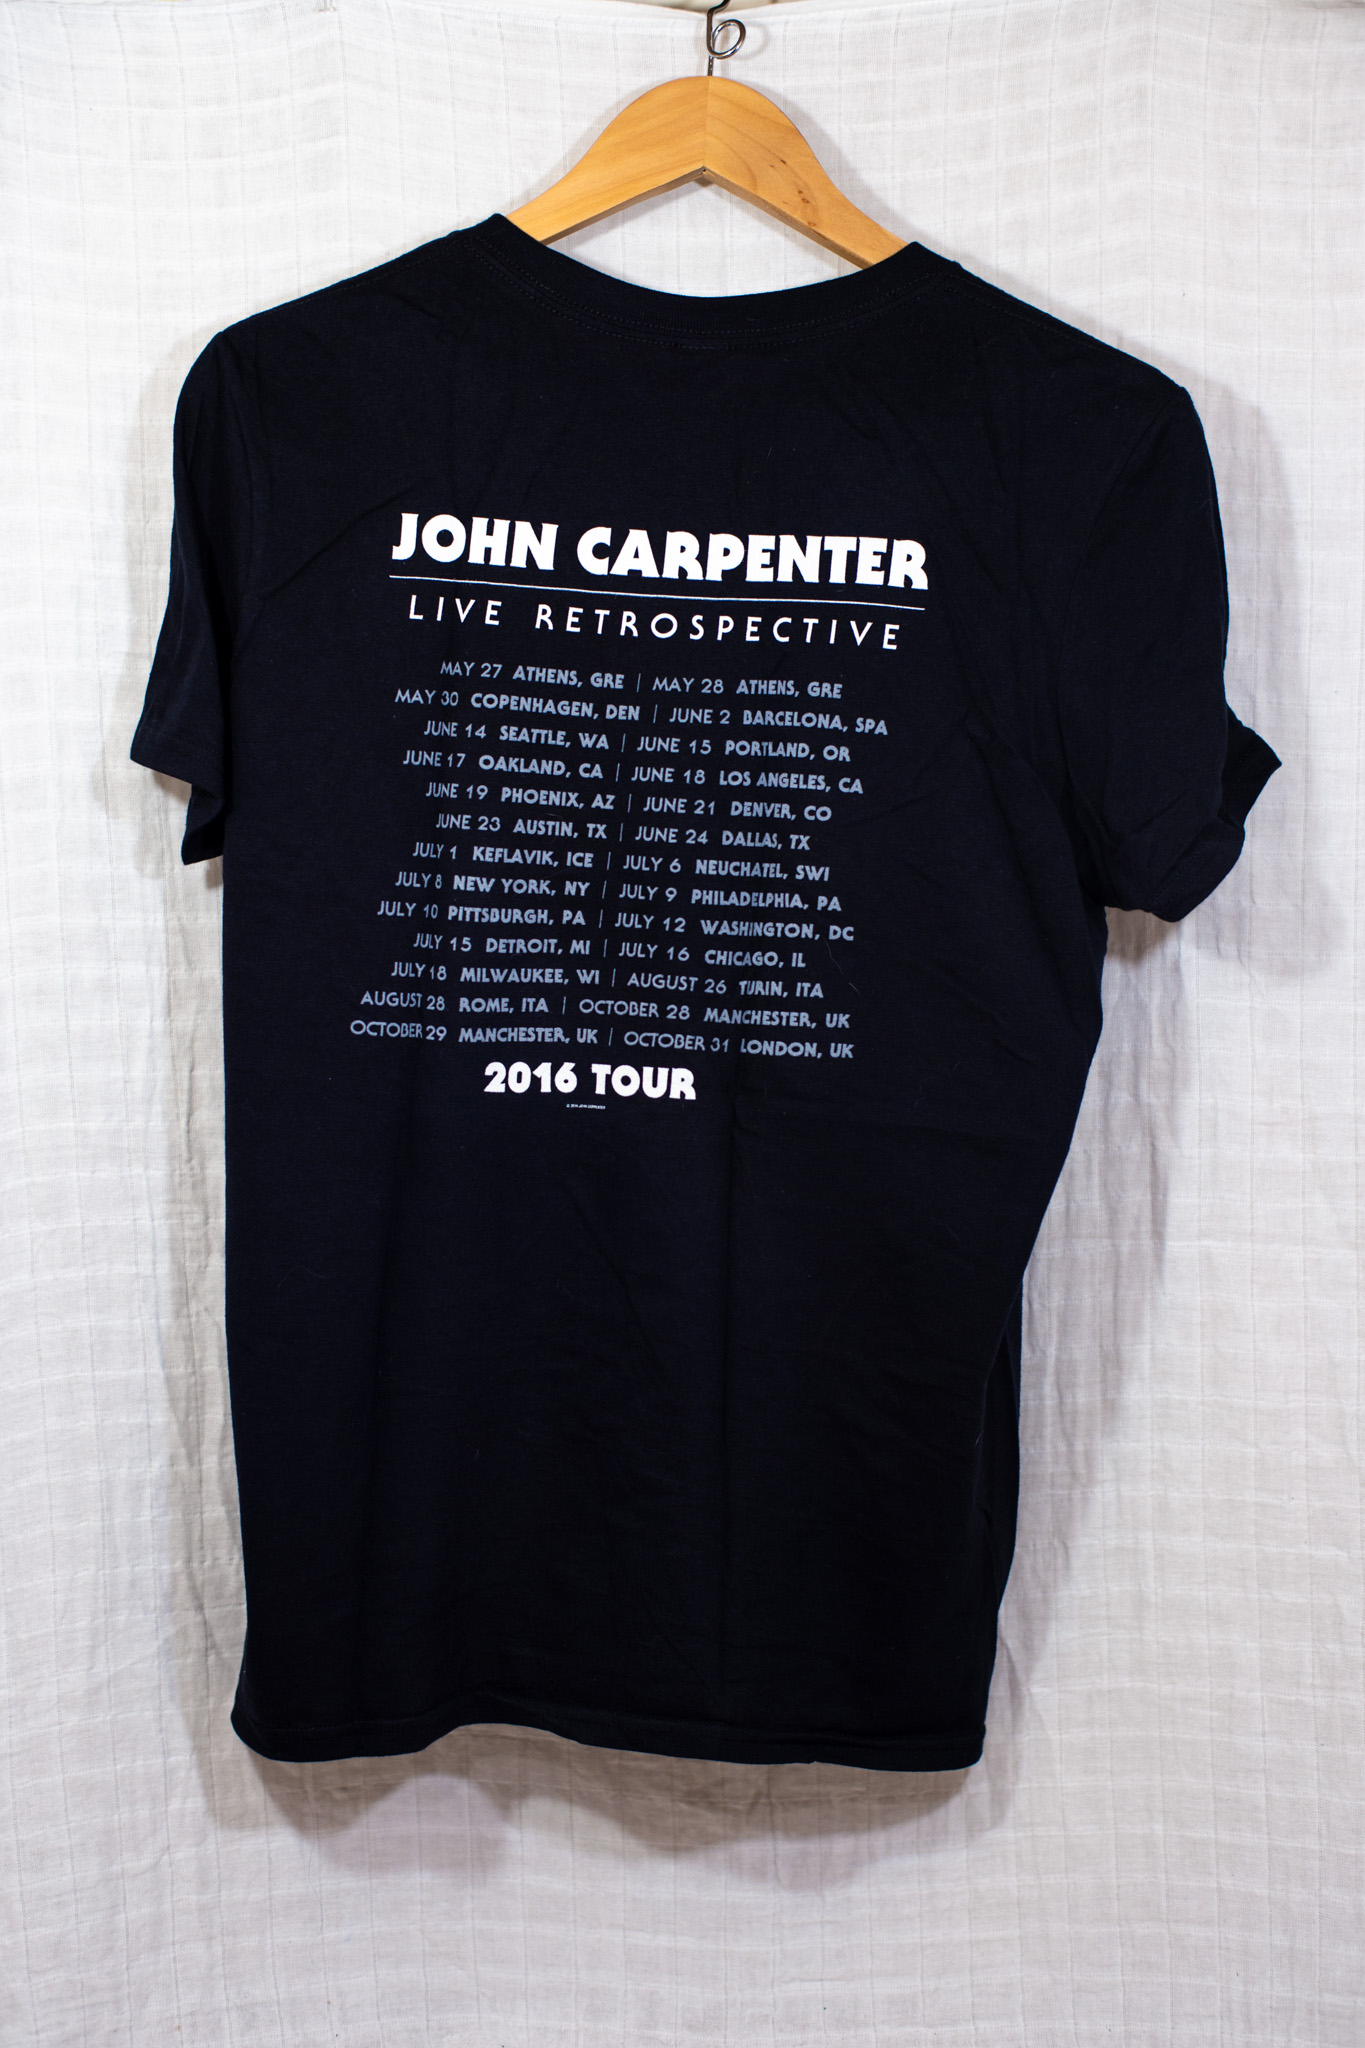 JOHN CARPENTER
LIVE RETROSPECTIVE
MAY 27 ATHENS, GRE | MAY 28 ATHENS, GRE
MAY 30 COPENHAGEN, DEN | JUNE 2 BARCELONA, SPA
JUNE 14 SEATTLE, WA | JUNE 15 PORTLAND, OR
JUNE 17 OAKLAND, CA | JUNE 18 LOS ANGELES, CA
JUNE 19 PHOENIX, AZ | JUNE 21 DENVER, CO
JUNE 23 AUSTIN, TX | JUNE 24 DALLAS, TX
JULY 1 KEFLAVIK, ICE | JULY 6 NEUCHATEL, SWI
JULY 8 NEW YORK, NY | JULY 9 PHILADELPHIA, PA
JULY 10 PITTSBURGH, PA | JULY 12 WASHINGTON, DC
JULY 15 DETROIT, MI | JULY 16 CHICAGO, IL
JULY 18 MILWAUKEE, WI | AUGUST 26 TURIN, ITA
AUGUST 28 ROME, ITA | OCTOBER 28 MANCHESTER, UK
OCTOBER 29 MANCHESTER, UK | OCTOBER 31 LONDON, UK
2016 TOUR
© 2016 JOHN CARPENTER